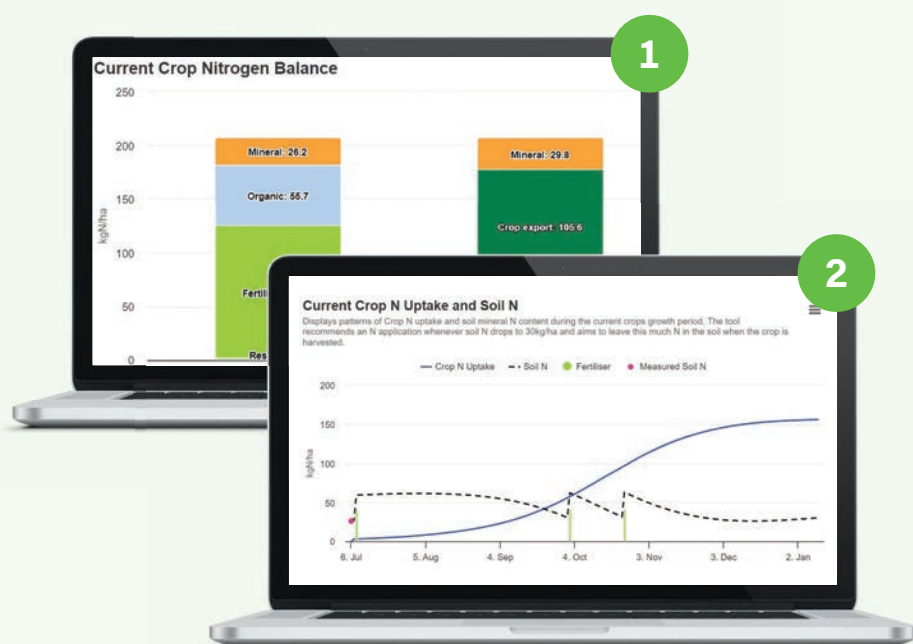 1
Current Crop Nitrogen Balance
250
200
150
100
50
0
kgN/ha
Mineral: 26.2
Organic: 55.7
Mineral: 29.8
Crop export: 105.6
2
Current Crop N Uptake and Soil N
Displays patterns of Crop N uptake and soil mineral N content during the current crops growth period. The tool
recommends an N application whenever soil N drops to 30kg/ha and aims to leave this much N in the soil when the crop is
harvested.
Crop N Uptake Soil N Fertiliser Measured Soil N
200
150
100
50
0
kgN/ha
6. Jul 5. Aug 4. Sep 4. Oct 3. Nov 3. Dec 2. Jan